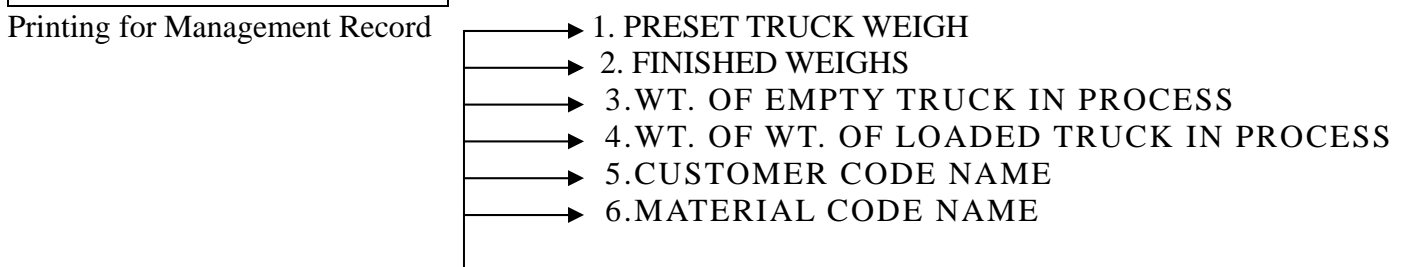 Printing for Management Record
1. PRESET TRUCK WEIGH
2. FINISHED WEIGHS
3.WT. OF EMPTY TRUCK IN PROCESS
4.WT. OF WT. OF LOADED TRUCK IN PROCESS
5.CUSTOMER CODE NAME
6.MATERIAL CODE NAME